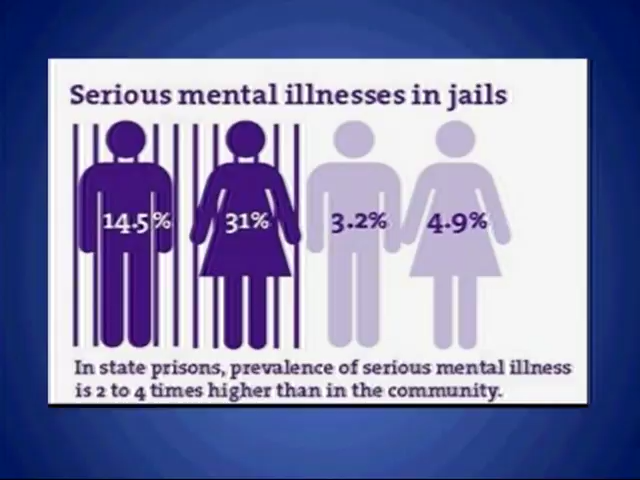 Serious mental illnesses in jails
14.5% 31% 3.2% 4.9%
In state prisons, prevalence of serious mental illness
is 2 to 4 times higher than in the community.